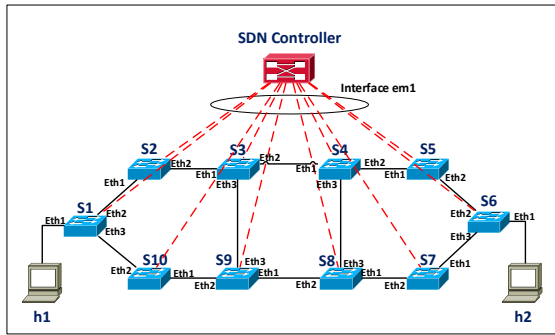 SDN Controller
Interface em1
S2 S3 S4 S5
Eth2 Eth2 Eth2
Eth1 Eth1 Eth1 Eth1
Eth3 Eth3
S1 Eth1 Eth2 S6
Eth1 Eth2 Eth2 Eth1
Eth3 Eth3
S10 S9 Eth3 S8 Eth3 S7
Eth2 Eth1 Eth1 Eth1 Eth1
Eth2 Eth2 Eth2
h1 h2